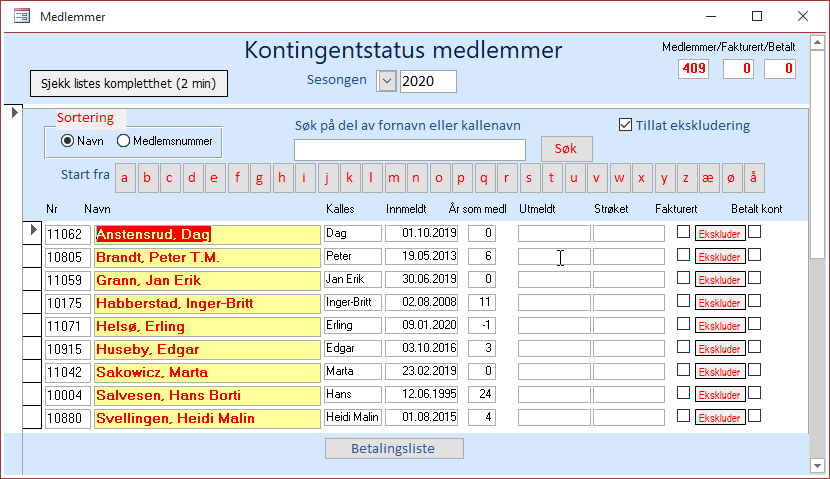 Medlemmer
Kontingentstatus medlemmer
Medlemmer/Fakturert/Betalt
409 0 0
Sjekk listes kompletthet (2 min)
Sesongen 2020
Sortering
Navn Medlemsnummer
Søk på del av fornavn eller kallenavn
Søk
Tillat ekskludering
Start fra a b c d e f g h i j k l m n o p q r s t u v w x y z æ ø å
Nr Navn Kalles Innmeldt År som medl Utmeldt Strøket Fakturert Betalt kont
11062 Anstensrud, Dag Dag 01.10.2019 0 Ekskluder
10805 Brandt, Peter T.M. Peter 19.05.2013 6 Ekskluder
11059 Grann, Jan Erik Jan Erik 30.06.2019 0 Ekskluder
10175 Habberstad, Inger-Britt Inger-Britt 02.08.2008 11 Ekskluder
11071 Helsø, Erling Erling 09.01.2020 -1 Ekskluder
10915 Huseby, Edgar Edgar 03.10.2016 3 Ekskluder
11042 Sakowicz, Marta Marta 23.02.2019 0 Ekskluder
10004 Salvesen, Hans Borti Hans 12.06.1995 24 Ekskluder
10880 Svellingen, Heidi Malin Heidi Malin 01.08.2015 4 Ekskluder
Betalingsliste